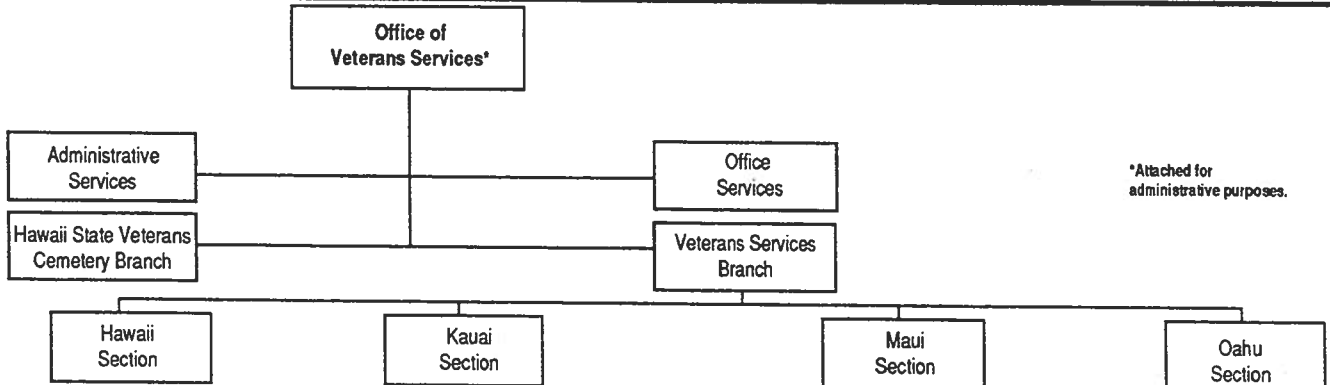 Office of
Veterans Services*
Administrative
Services
Office
Services
*Attached for
administrative purposes.
Hawaii State Veterans
Cemetery Branch
Veterans Services
Branch
Hawaii
Section
Kauai
Section
Maui
Section
Oahu
Section